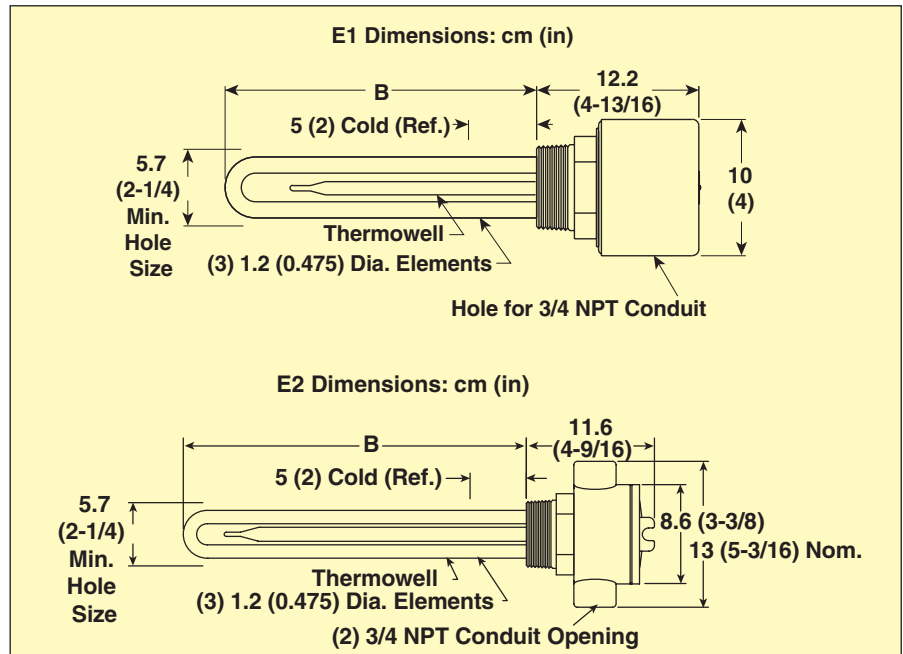 E1 Dimensions: cm (in)
B
12.2
(4-13/16)
5 (2) Cold (Ref.)
5.7
(2-1/4)
Min.
Hole
Size
10
(4)
Thermowell
(3) 1.2 (0.475) Dia. Elements
Hole for 3/4 NPT Conduit
E2 Dimensions: cm (in)
B
11.6
(4-9/16)
5 (2) Cold (Ref.)
5.7
(2-1/4)
Min.
Hole
Size
8.6 (3-3/8)
13 (5-3/16) Nom.
Thermowell
(3) 1.2 (0.475) Dia. Elements
(2) 3/4 NPT Conduit Opening